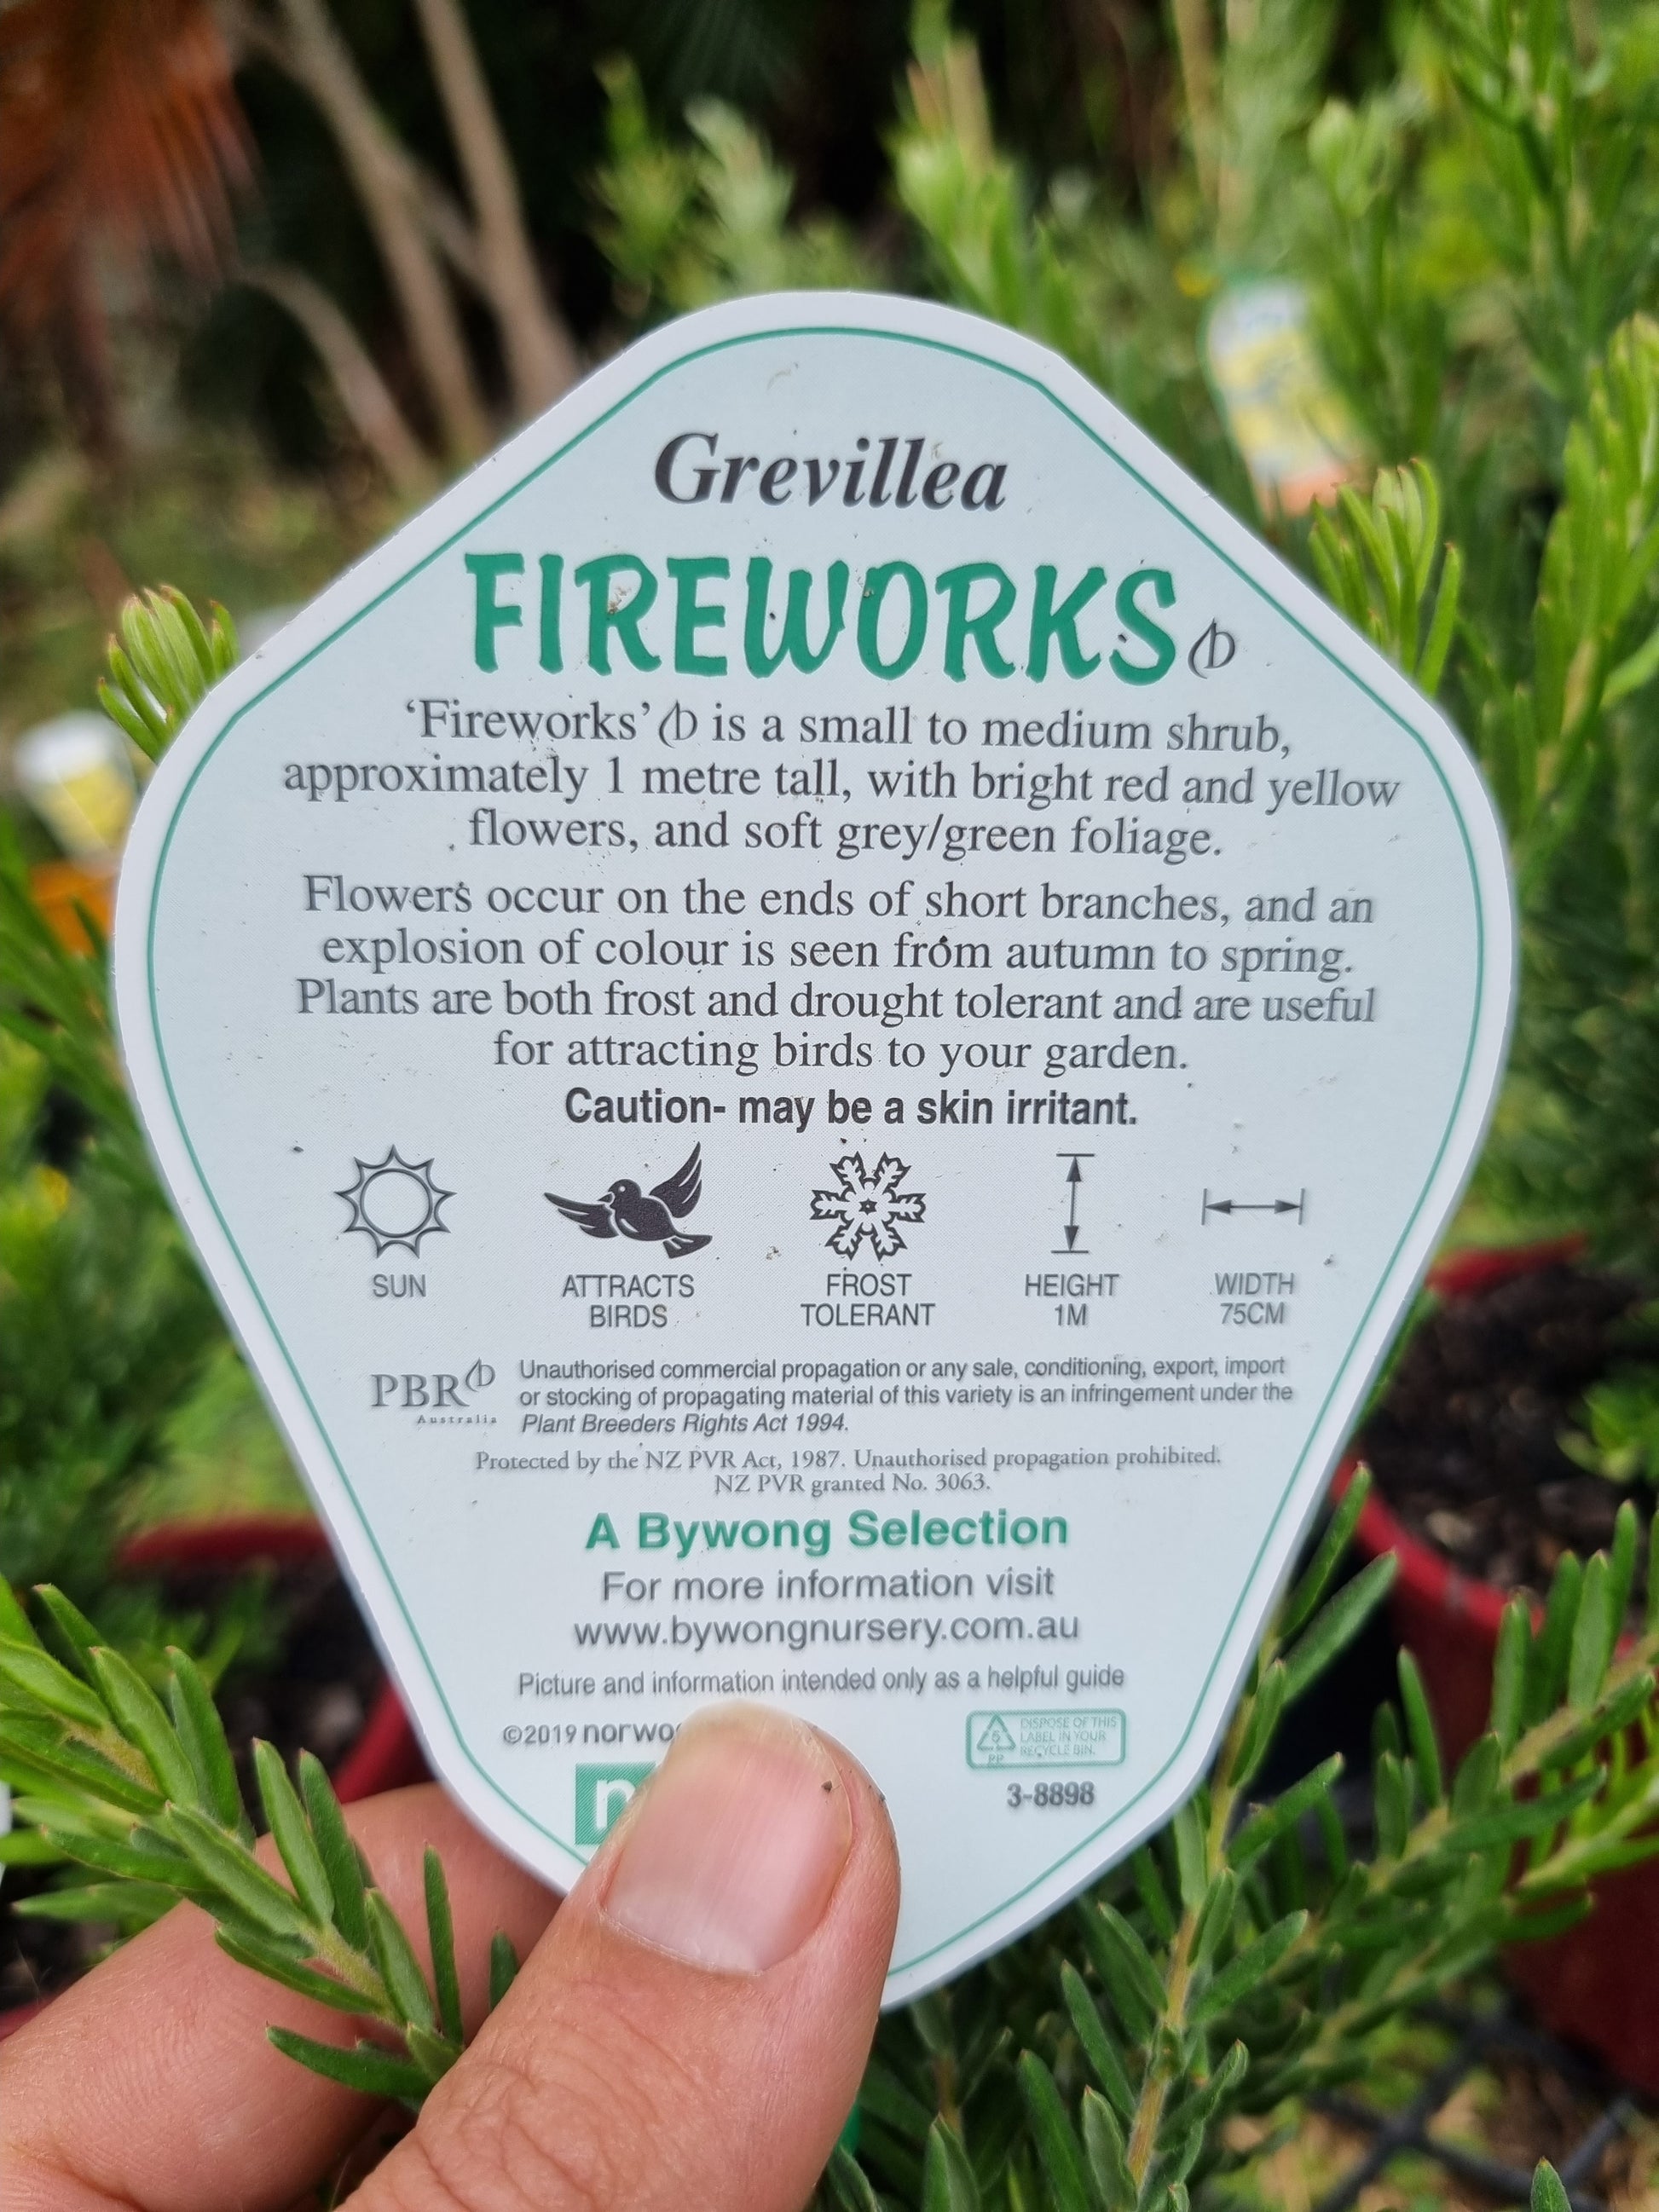 Grevillea
FIREWORKS
‘Fireworks’ is a small to medium shrub,
approximately 1 metre tall, with bright red and yellow
flowers, and soft grey/green foliage.
Flowers occur on the ends of short branches, and an
explosion of colour is seen from autumn to spring.
Plants are both frost and drought tolerant and are useful
for attracting birds to your garden.
Caution- may be a skin irritant.
SUN
ATTRACTS
BIRDS
FROST
TOLERANT
HEIGHT
1M
WIDTH
75CM
PBR
Australia
Unauthorised commercial propagation or any sale, conditioning, export, import
or stocking of propagating material of this variety is an infringement under the
Plant Breeders Rights Act 1994.
Protected by the NZ PVR Act, 1987. Unauthorised propagation prohibited.
NZ PVR granted No. 3063.
A Bywong Selection
For more information visit
www.bywongnursery.com.au
Picture and information intended only as a helpful guide
©2019
n
5
PP
DISPOSE OF THIS
LABEL IN YOUR
RECYCLE BIN.
3-8898